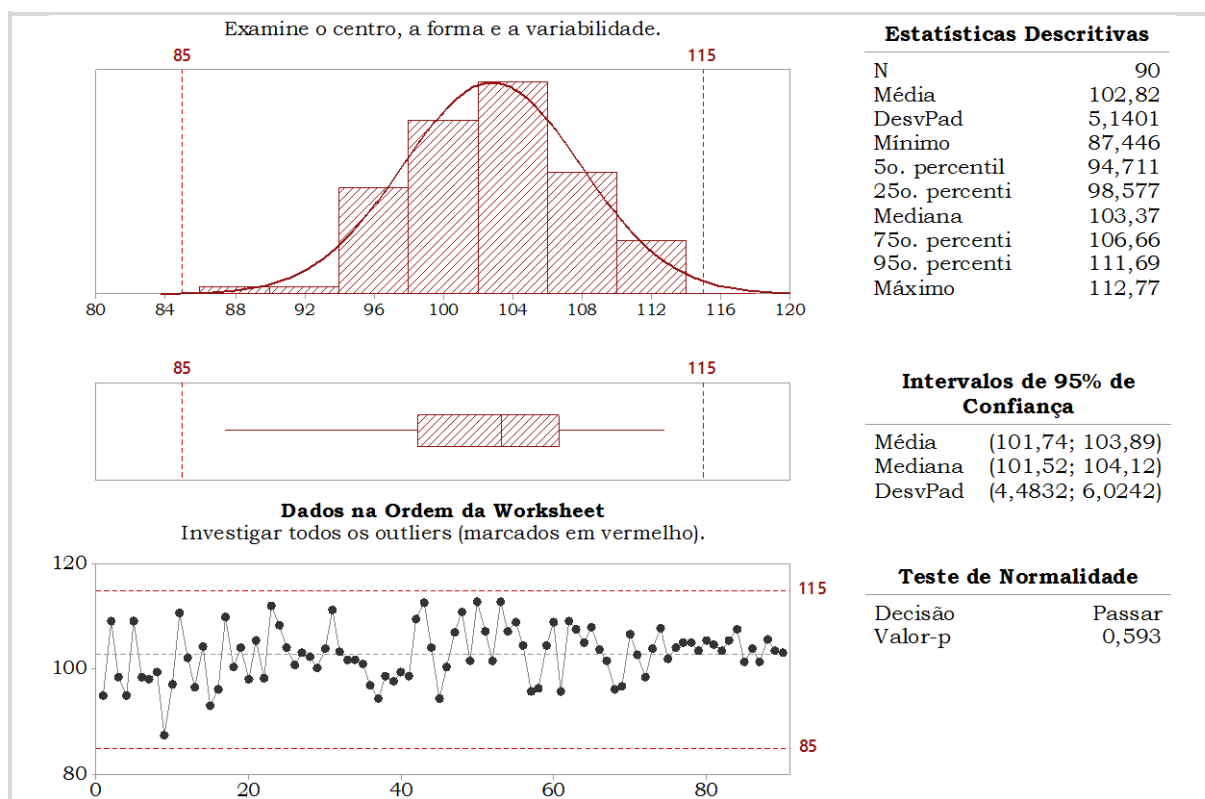 Examine o centro, a forma e a variabilidade.
85 115
80 84 88 92 96 100 104 108 112 116 120
85 115
Dados na Ordem da Worksheet
Investigar todos os outliers (marcados em vermelho).
120
115
100
85
80
0 20 40 60 80
Estatísticas Descritivas
N 90
Média 102,82
DesvPad 5,1401
Mínimo 87,446
5o. percentil 94,711
25o. percenti 98,577
Mediana 103,37
75o. percenti 106,66
95o. percenti 111,69
Máximo 112,77
Intervalos de 95% de
Confiança
Média (101,74; 103,89)
Mediana (101,52; 104,12)
DesvPad (4,4832; 6,0242)
Teste de Normalidade
Decisão Passar
Valor-p 0,593